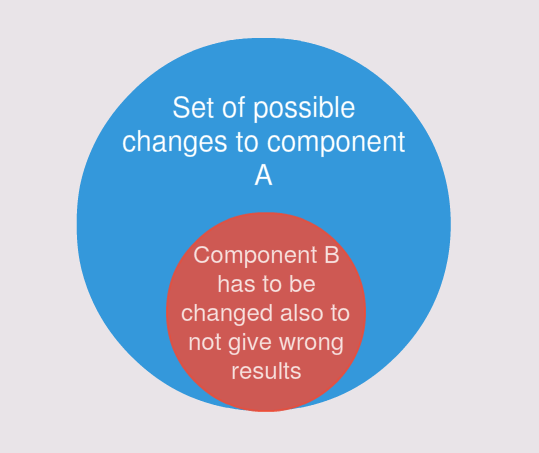 Set of possible
changes to component
A
Component B
has to be
changed also to
not give wrong
results